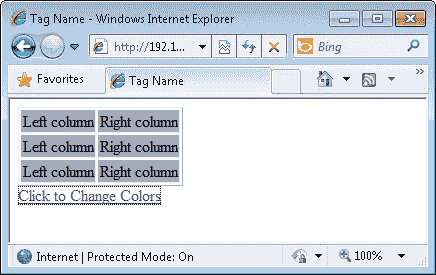 Tag Name - Windows Internet Explorer
http://192.1...
Bing
Favorites
Tag Name
Left column Right column
Left column Right column
Left column Right column
Click to Change Colors
Internet | Protected Mode: On
100%